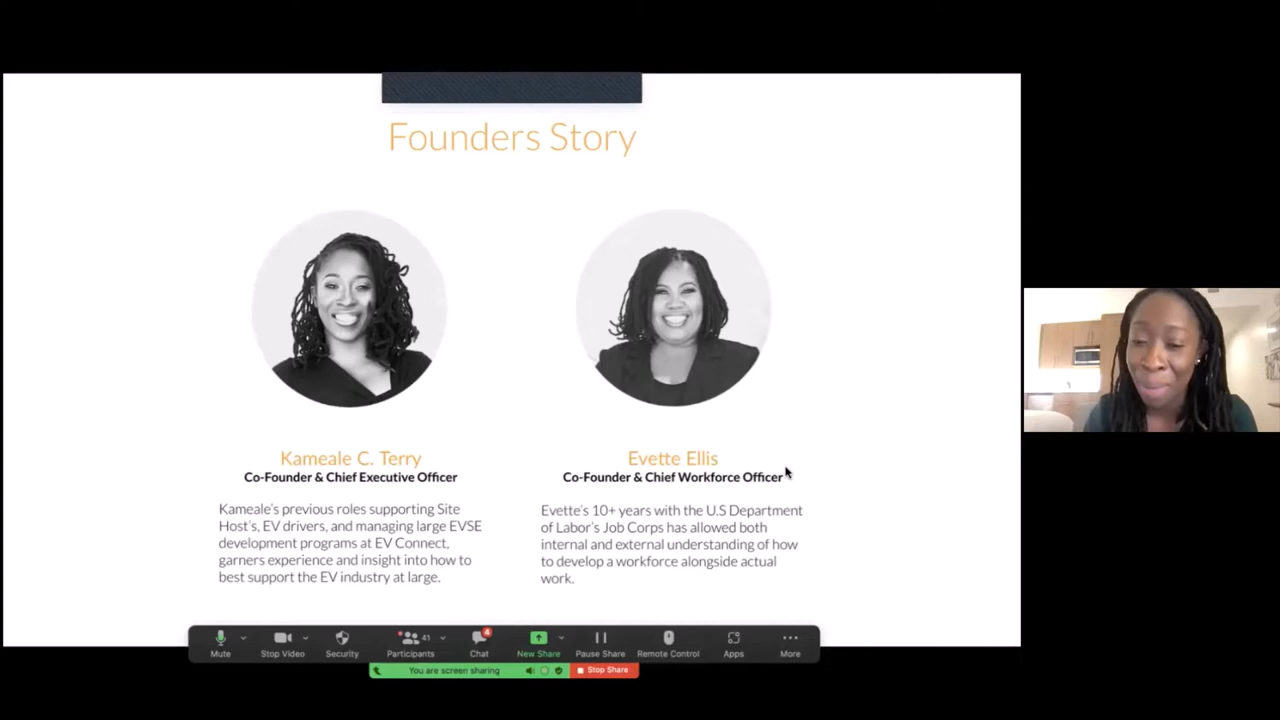 Founders Story
Kameale C. Terry
Co-Founder & Chief Executive Officer
Kameale's previous roles supporting Site
Host's, EV drivers, and managing large EVSE
development programs at EV Connect,
garners experience and insight into how to
best support the EV industry at large.
Evette Ellis
Co-Founder & Chief Workforce Officer
Evette's 10+ years with the U.S Department
of Labor's Job Corps has allowed both
internal and external understanding of how
to develop a workforce alongside actual
work.
41
4
Mute
Stop Video
Security
Participants
Chat
New Share
Pause Share
Remote Control
Apps
More
You are screen sharing
Stop Share